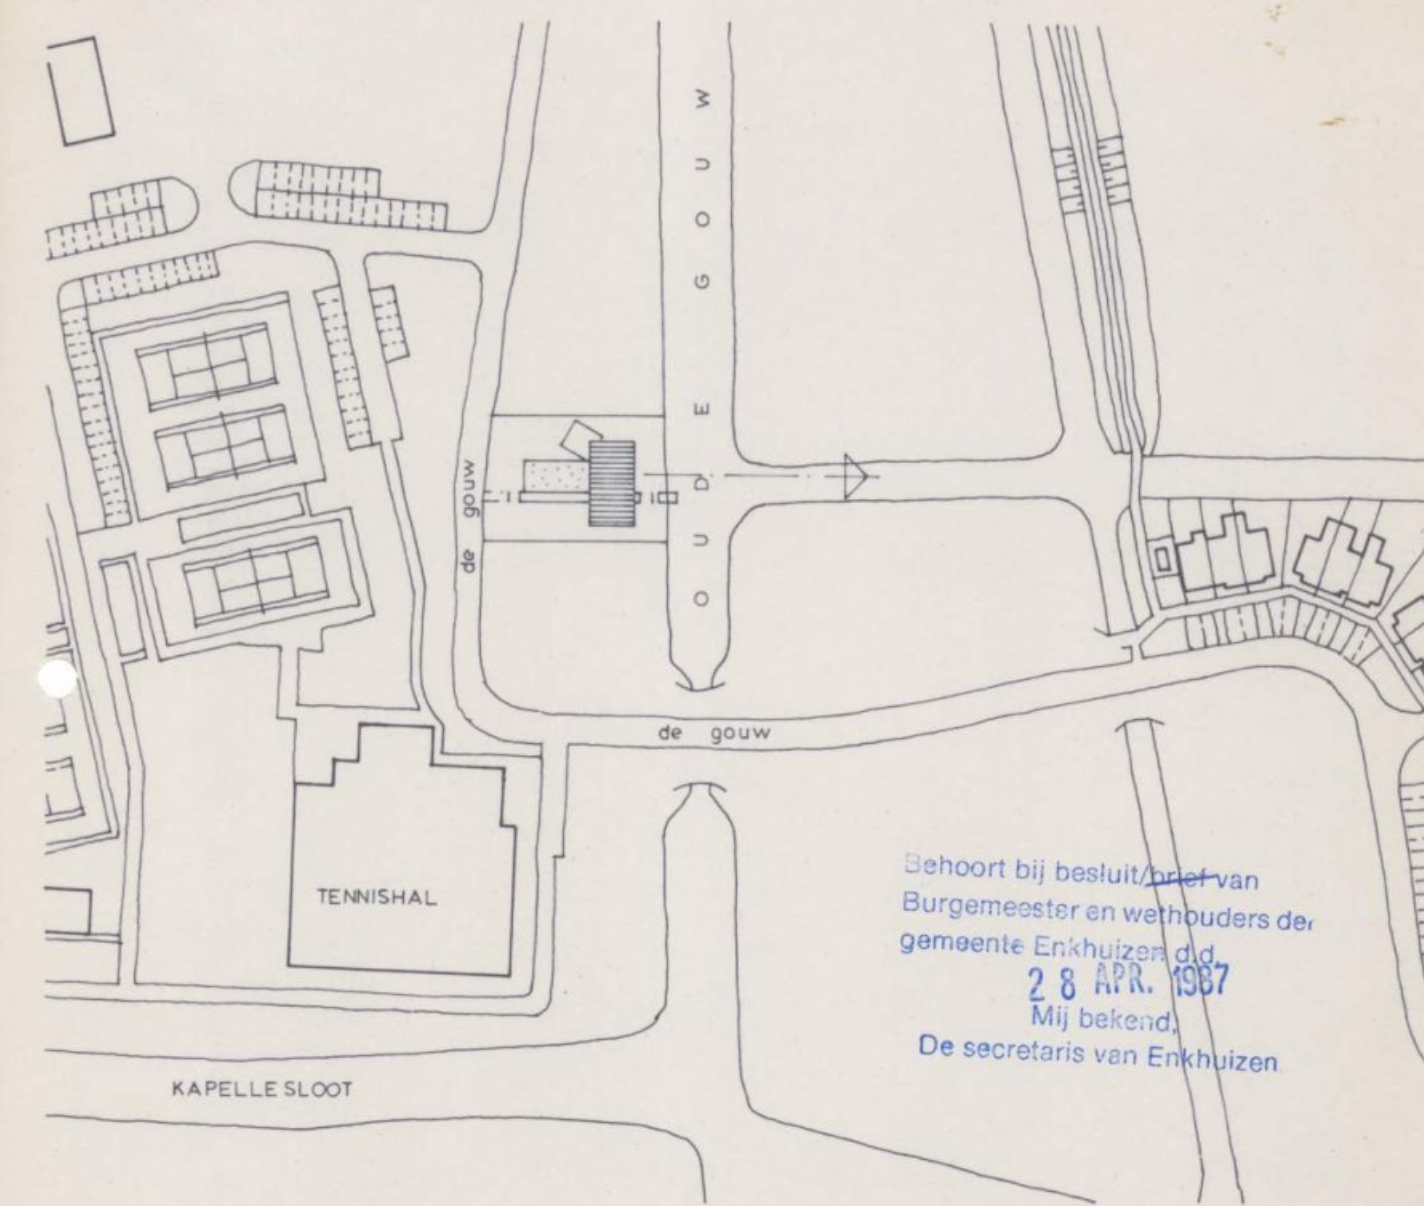 OUDE GOUW
de gouw
de gouw
TENNISHAL
KAPELLE SLOOT
Behoort bij besluit/brief van
Burgemeester en wethouders der
gemeente Enkhuizen d.d.
28 APR. 1987
Mij bekend,
De secretaris van Enkhuizen